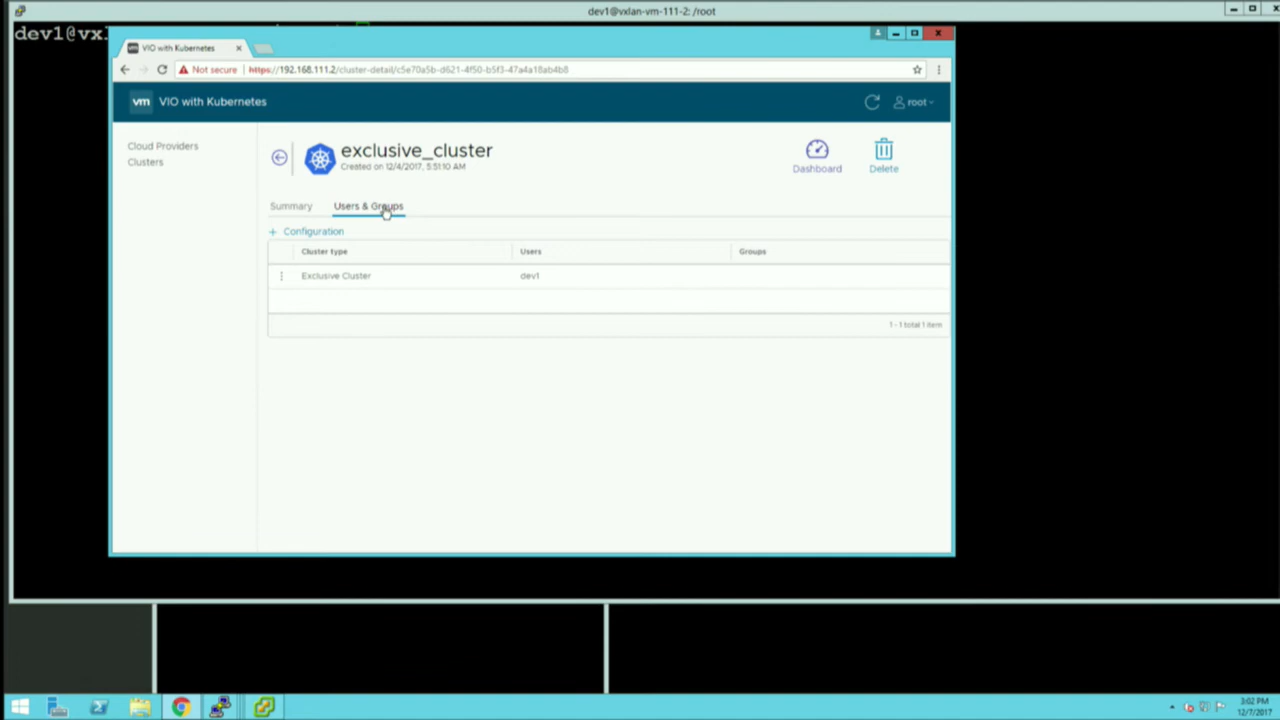 dev1@vxlan-vm-111-2: /root
dev1@vx
VIO with Kubernetes
Not secure | https://192.168.111.2/cluster-detail/c5e70a5b-d621-4f50-b5f3-47a4a18ab4b8
vm VIO with Kubernetes
root
Cloud Providers
Clusters
exclusive_cluster
Created on 12/4/2017, 5:51:10 AM
Dashboard
Delete
Summary
Users & Groups
+ Configuration
Cluster type
Users
Groups
Exclusive Cluster
dev1
1 - 1 total 1 item
3:02 PM
12/7/2017